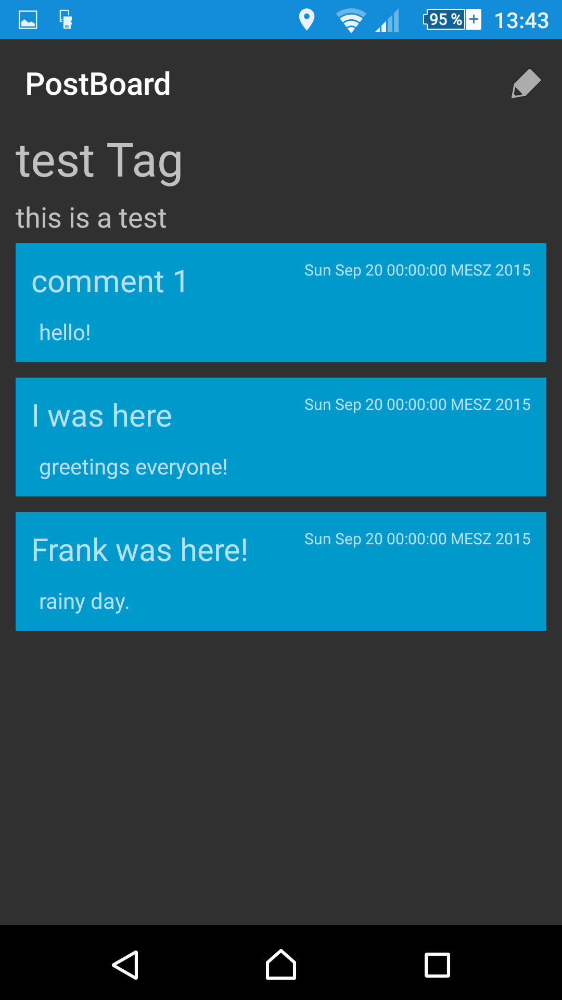 95 % 13:43
PostBoard
test Tag
this is a test
comment 1 Sun Sep 20 00:00:00 MESZ 2015
hello!
I was here Sun Sep 20 00:00:00 MESZ 2015
greetings everyone!
Frank was here! Sun Sep 20 00:00:00 MESZ 2015
rainy day.